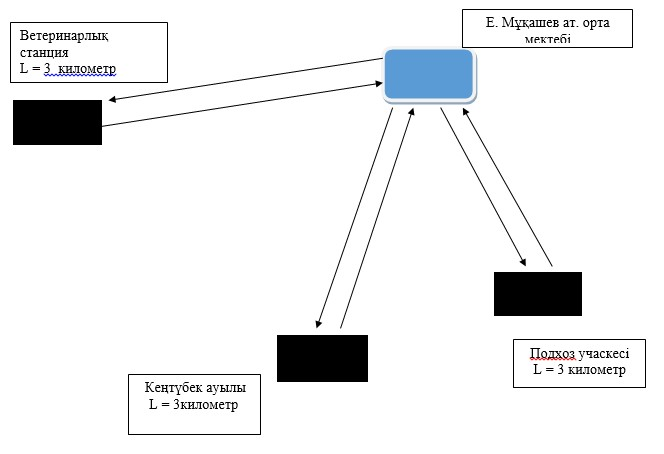 Ветеринарлық
станция
L = 3 километр
Е. Мұқашев ат. орта
мектебі
Кеңтүбек ауылы
L = 3километр
Подхоз учаскесі
L = 3 километр